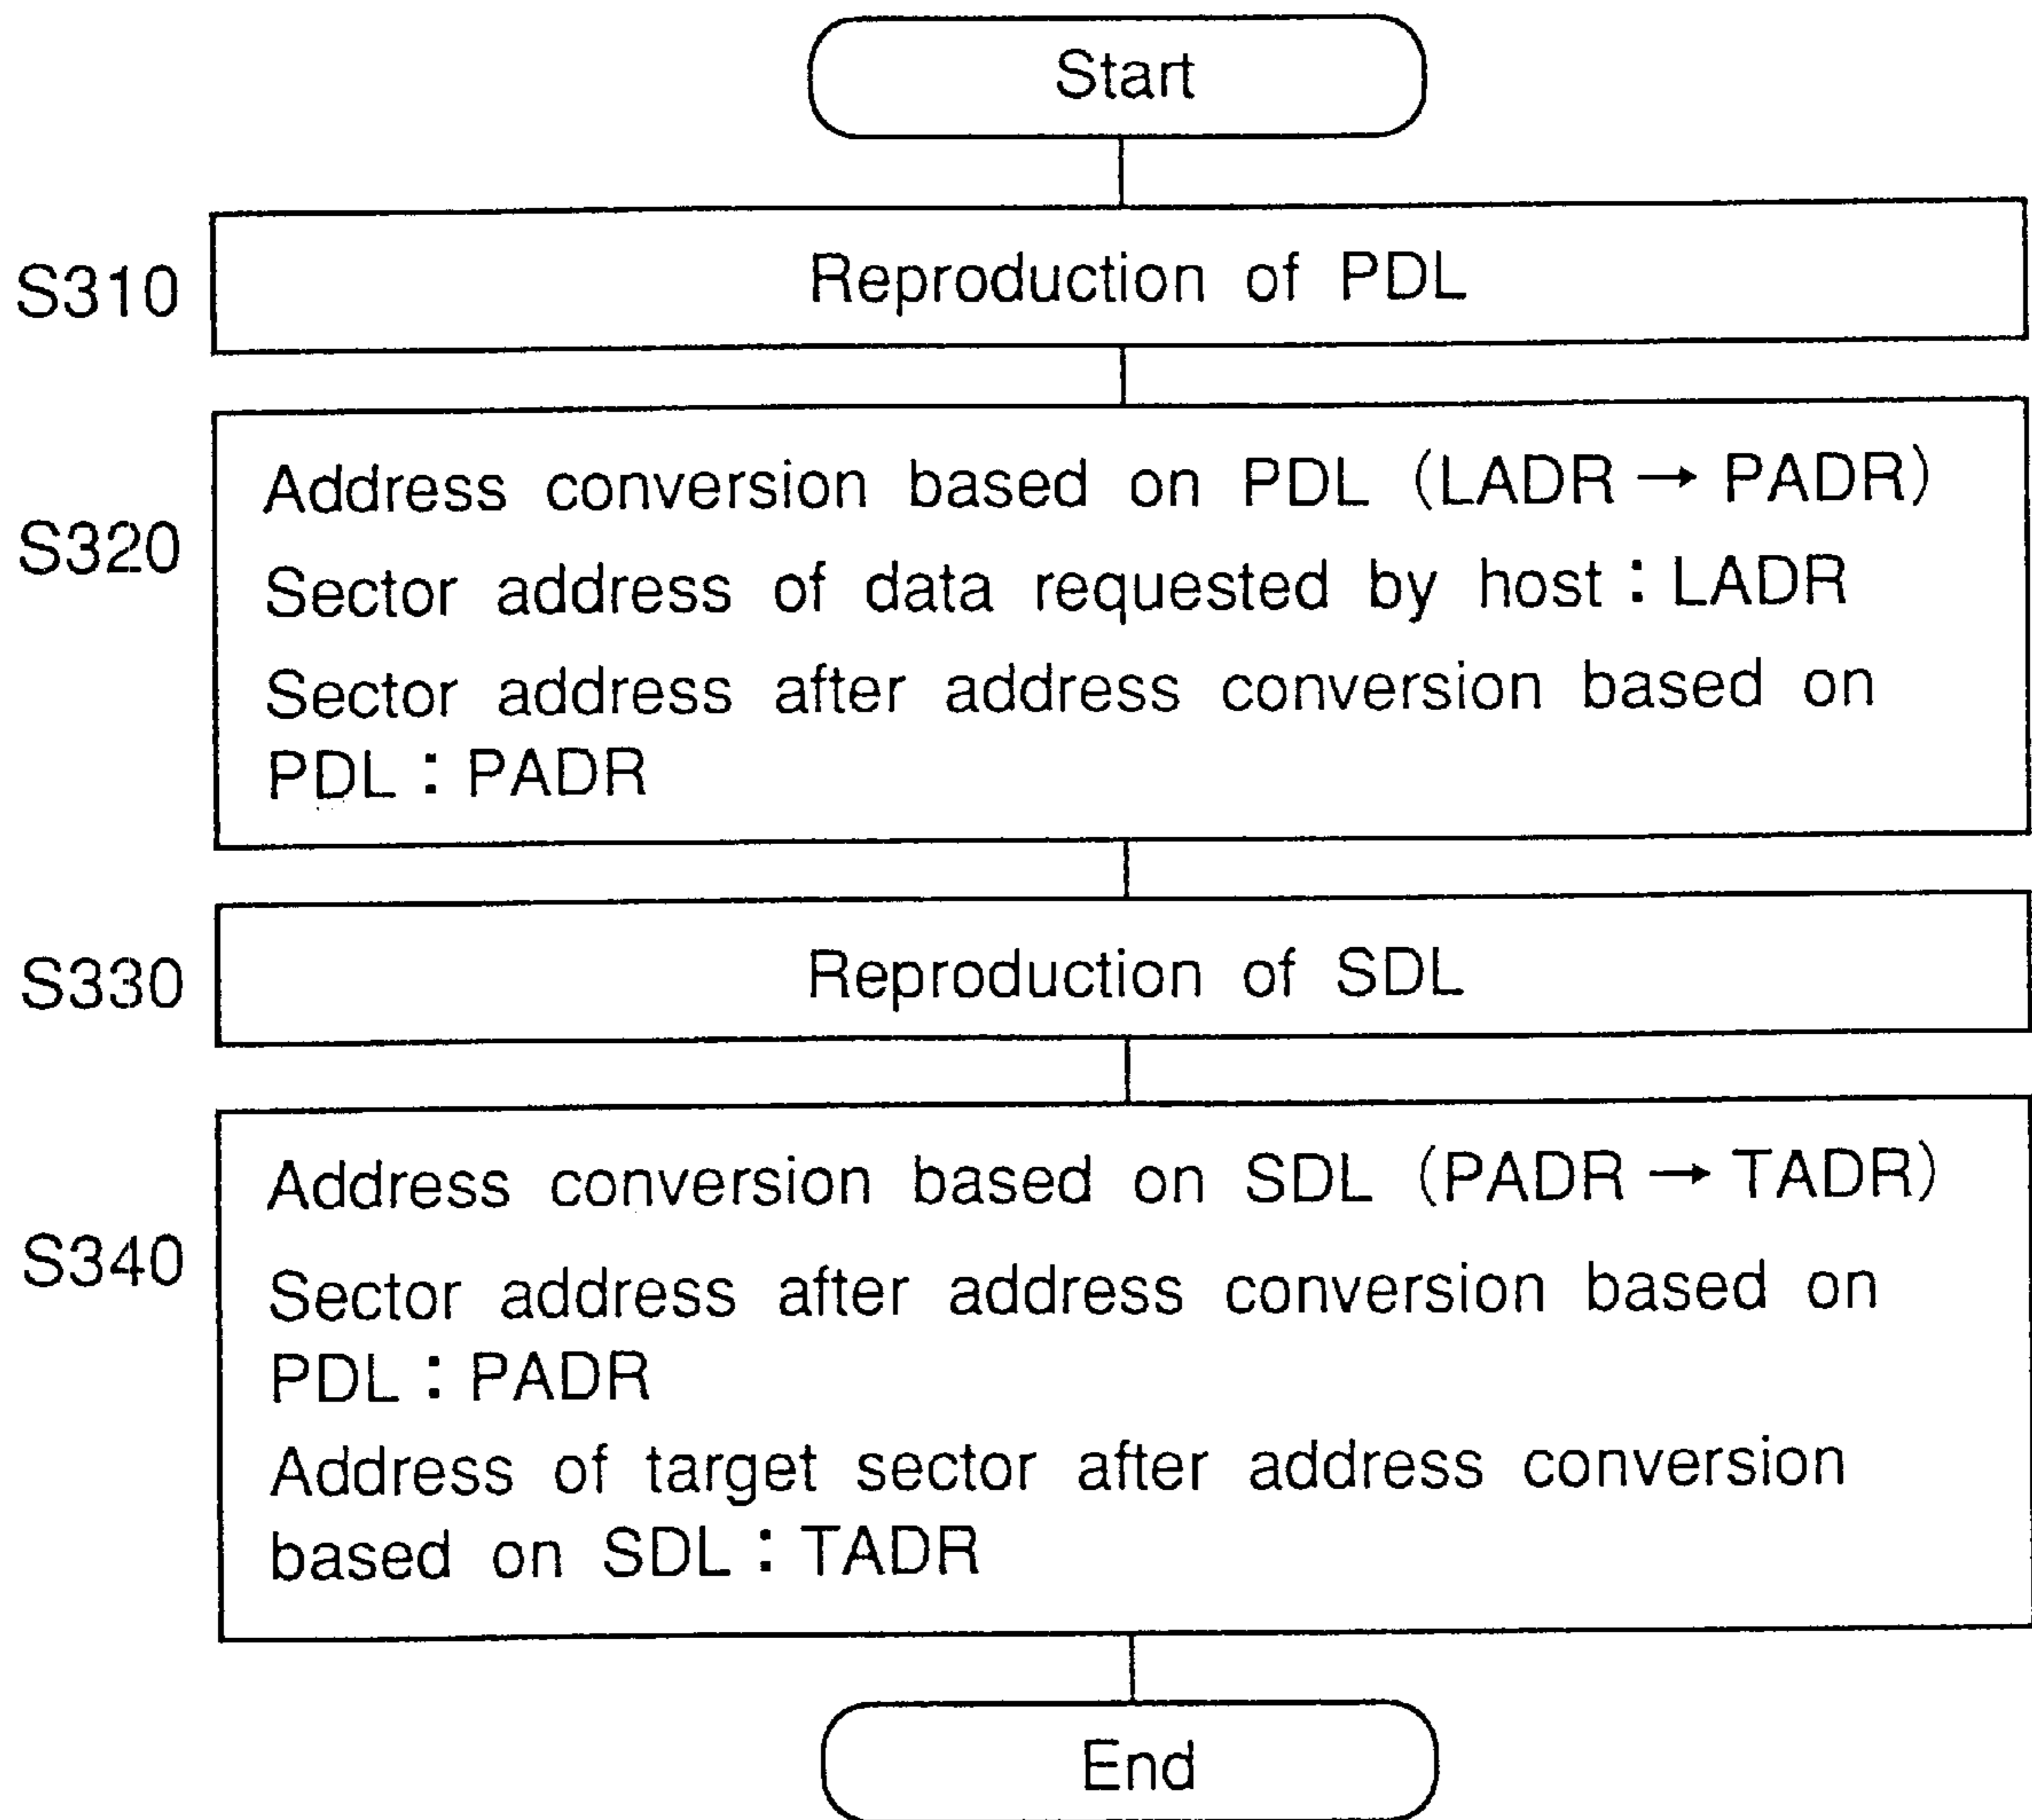 Start
S310
Reproduction of PDL
S320
Address conversion based on PDL (LADR → PADR)
Sector address of data requested by host : LADR
Sector address after address conversion based on
PDL : PADR
S330
Reproduction of SDL
S340
Address conversion based on SDL (PADR → TADR)
Sector address after address conversion based on
PDL : PADR
Address of target sector after address conversion
based on SDL : TADR
End